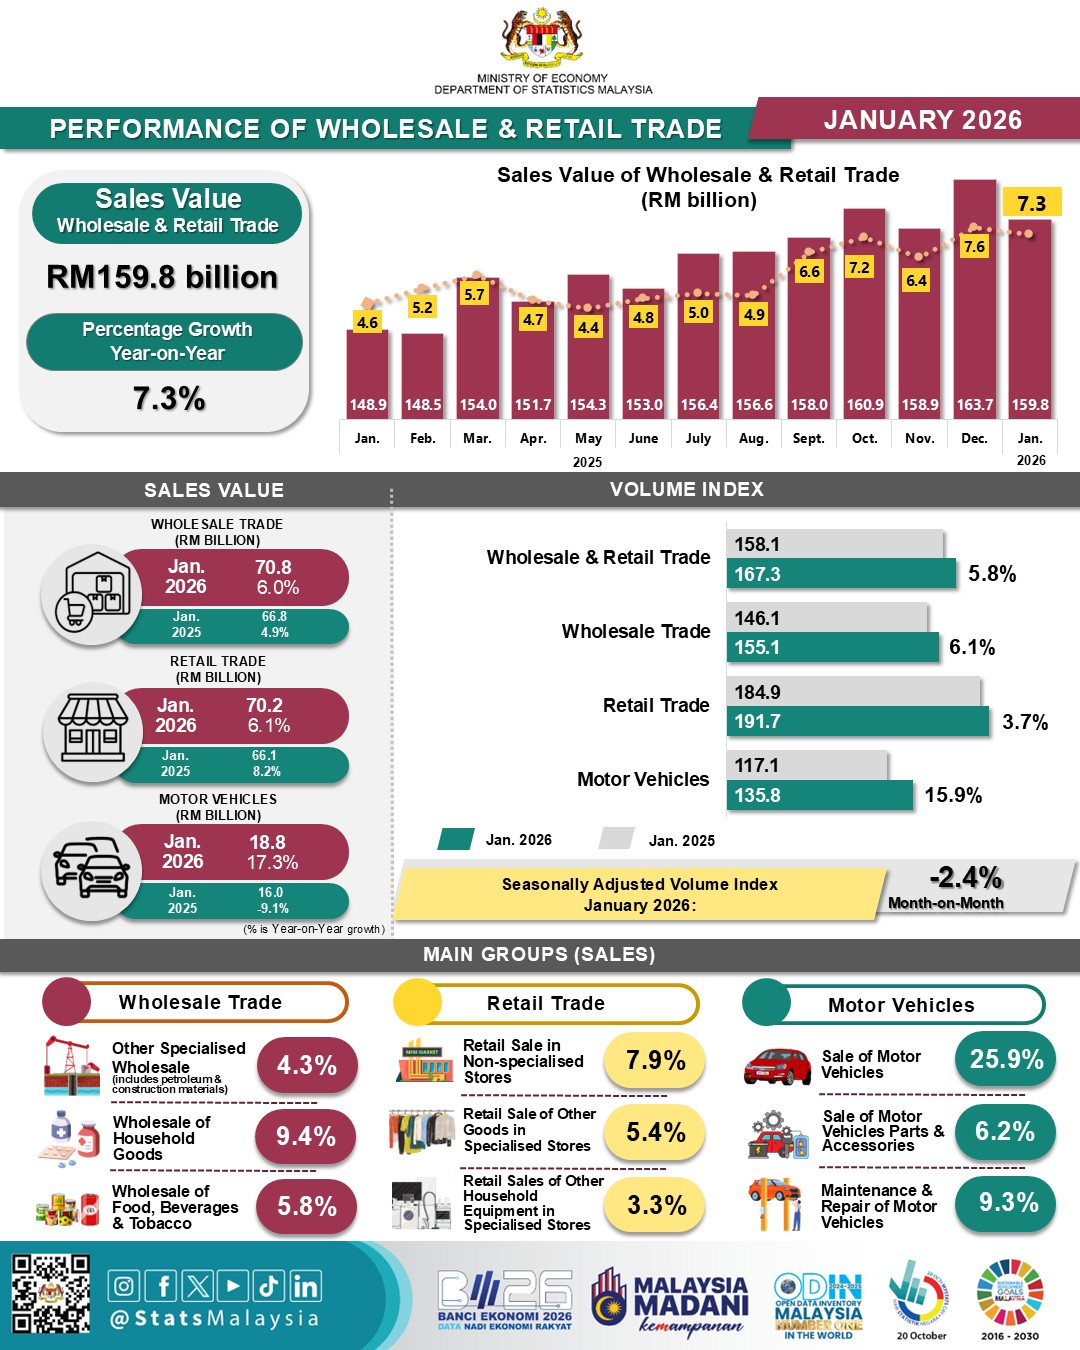 MINISTRY OF ECONOMY
DEPARTMENT OF STATISTICS MALAYSIA
PERFORMANCE OF WHOLESALE & RETAIL TRADE
JANUARY 2026
Sales Value
Wholesale & Retail Trade
RM159.8 billion
Percentage Growth
Year-on-Year
7.3%
Sales Value of Wholesale & Retail Trade
(RM billion)
4.6 5.2 5.7 4.7 4.4 4.8 5.0 4.9 6.6 7.2 6.4 7.6 7.3
148.9 148.5 154.0 151.7 154.3 153.0 156.4 156.6 158.0 160.9 158.9 163.7 159.8
Jan. Feb. Mar. Apr. May June July Aug. Sept. Oct. Nov. Dec. Jan.
2025 2026
SALES VALUE
WHOLESALE TRADE
(RM BILLION)
Jan. 70.8
2026 6.0%
Jan. 66.8
2025 4.9%
RETAIL TRADE
(RM BILLION)
Jan. 70.2
2026 6.1%
Jan. 66.1
2025 8.2%
MOTOR VEHICLES
(RM BILLION)
Jan. 18.8
2026 17.3%
Jan. 16.0
2025 -9.1%
(% is Year-on-Year growth)
VOLUME INDEX
Wholesale & Retail Trade
158.1
167.3 5.8%
Wholesale Trade
146.1
155.1 6.1%
Retail Trade
184.9
191.7 3.7%
Motor Vehicles
117.1
135.8 15.9%
Jan. 2026 Jan. 2025
Seasonally Adjusted Volume Index
January 2026:
-2.4%
Month-on-Month
MAIN GROUPS (SALES)
Wholesale Trade
Other Specialised
Wholesale
(includes petroleum &
construction materials)
4.3%
Wholesale of
Household
Goods
9.4%
Wholesale of
Food, Beverages
& Tobacco
5.8%
Retail Trade
MINI MARKET
Retail Sale in
Non-specialised
Stores
7.9%
Retail Sale of Other
Goods in
Specialised Stores
5.4%
Retail Sales of Other
Household
Equipment in
Specialised Stores
3.3%
Motor Vehicles
Sale of Motor
Vehicles
25.9%
Sale of Motor
Vehicles Parts &
Accessories
6.2%
Maintenance &
Repair of Motor
Vehicles
9.3%
@StatsMalaysia
B//26
BANCI EKONOMI 2026
DATA NADI EKONOMI RAKYAT
MALAYSIA
MADANI
kemampanan
ODIN
2024-2025
OPEN DATA INVENTORY
MALAYSIA
NUMBER ONE
IN THE WORLD
20 October
SUSTAINABLE
DEVELOPMENT
GOALS
MALAYSIA
2016 - 2030